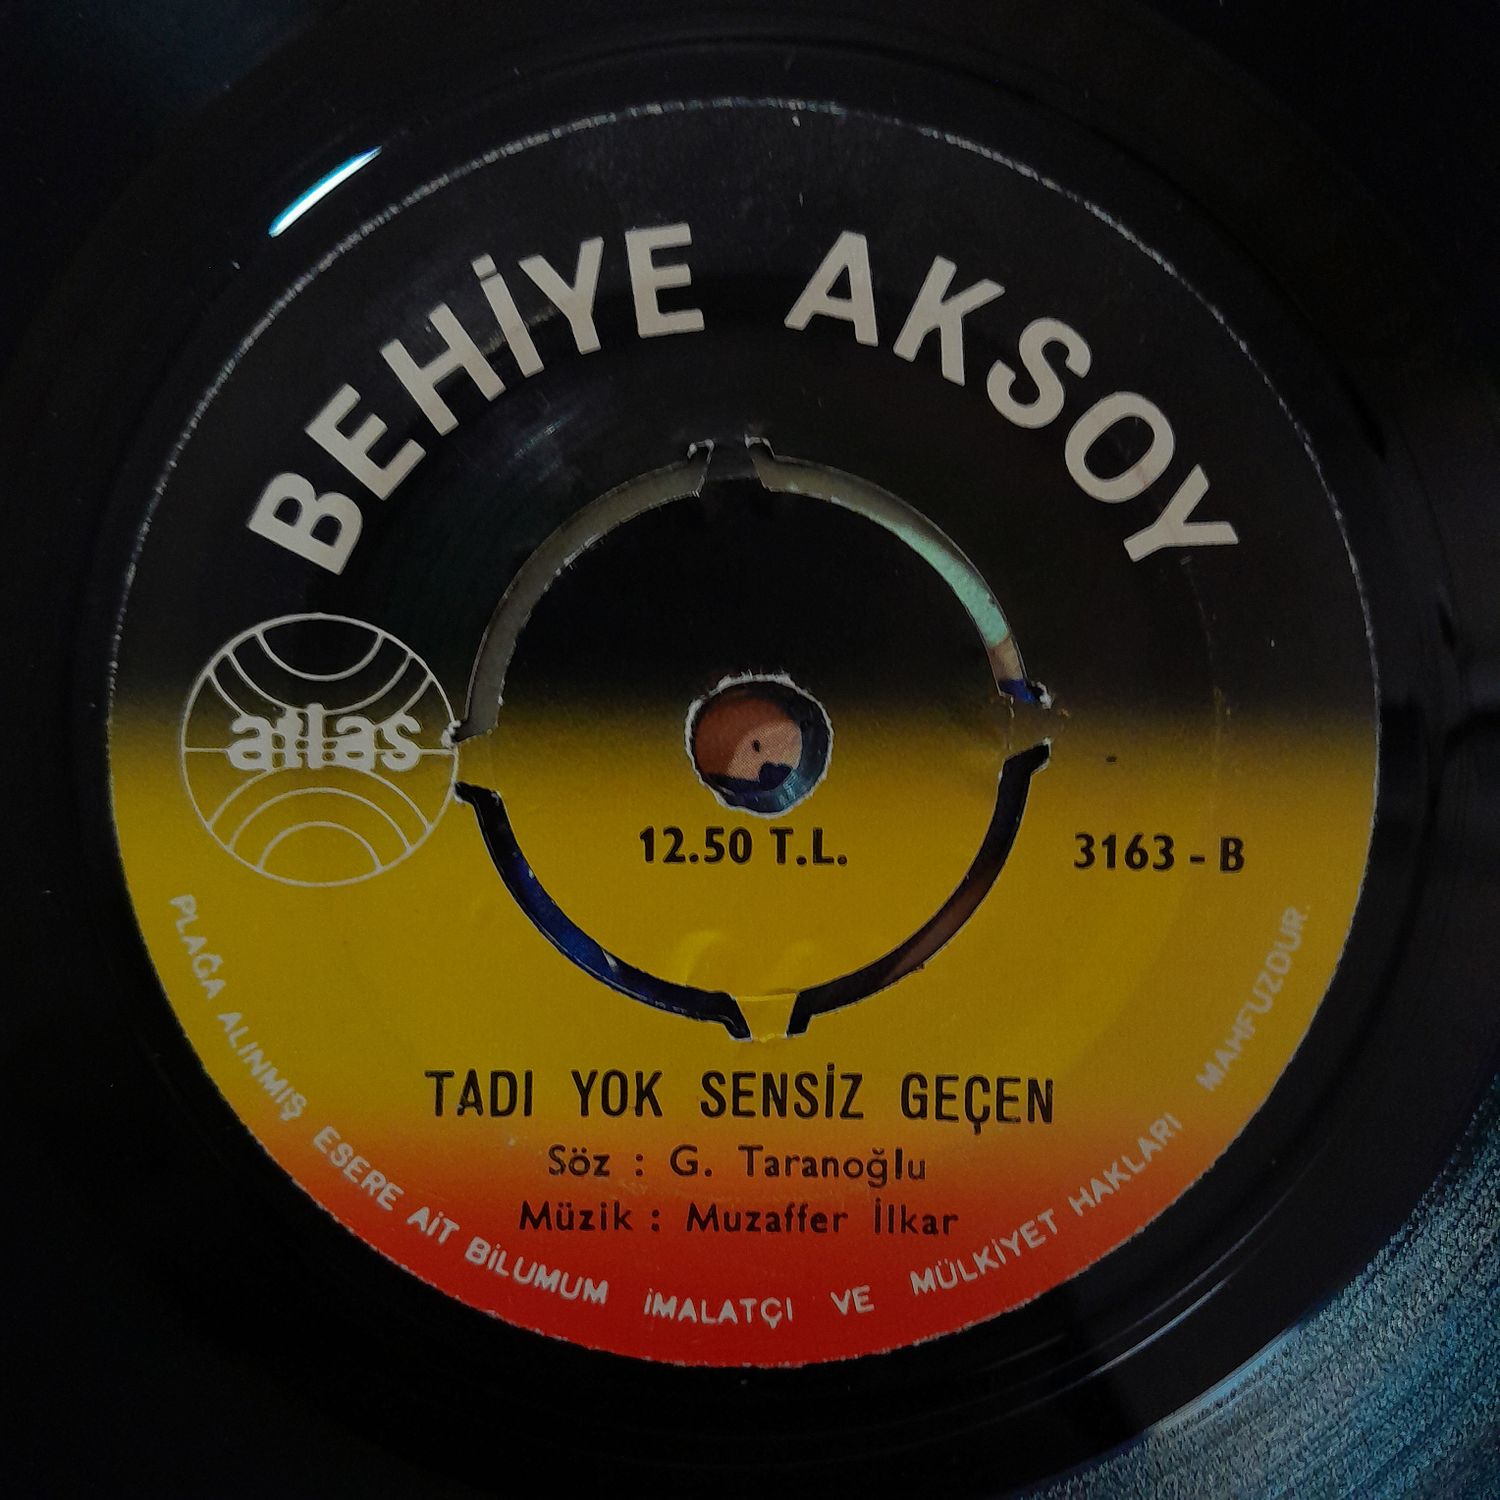 BEHİYE AKSOY
atlas
12.50 T.L.
3163 - B
TADI YOK SENSİZ GEÇEN
Söz : G. Taranoğlu
Müzik : Muzaffer İlkar
PLAĞA ALINMIŞ ESERE AİT BİLUMUM İMALATÇI VE MÜLKİYET HAKLARI MAHFUZDUR.